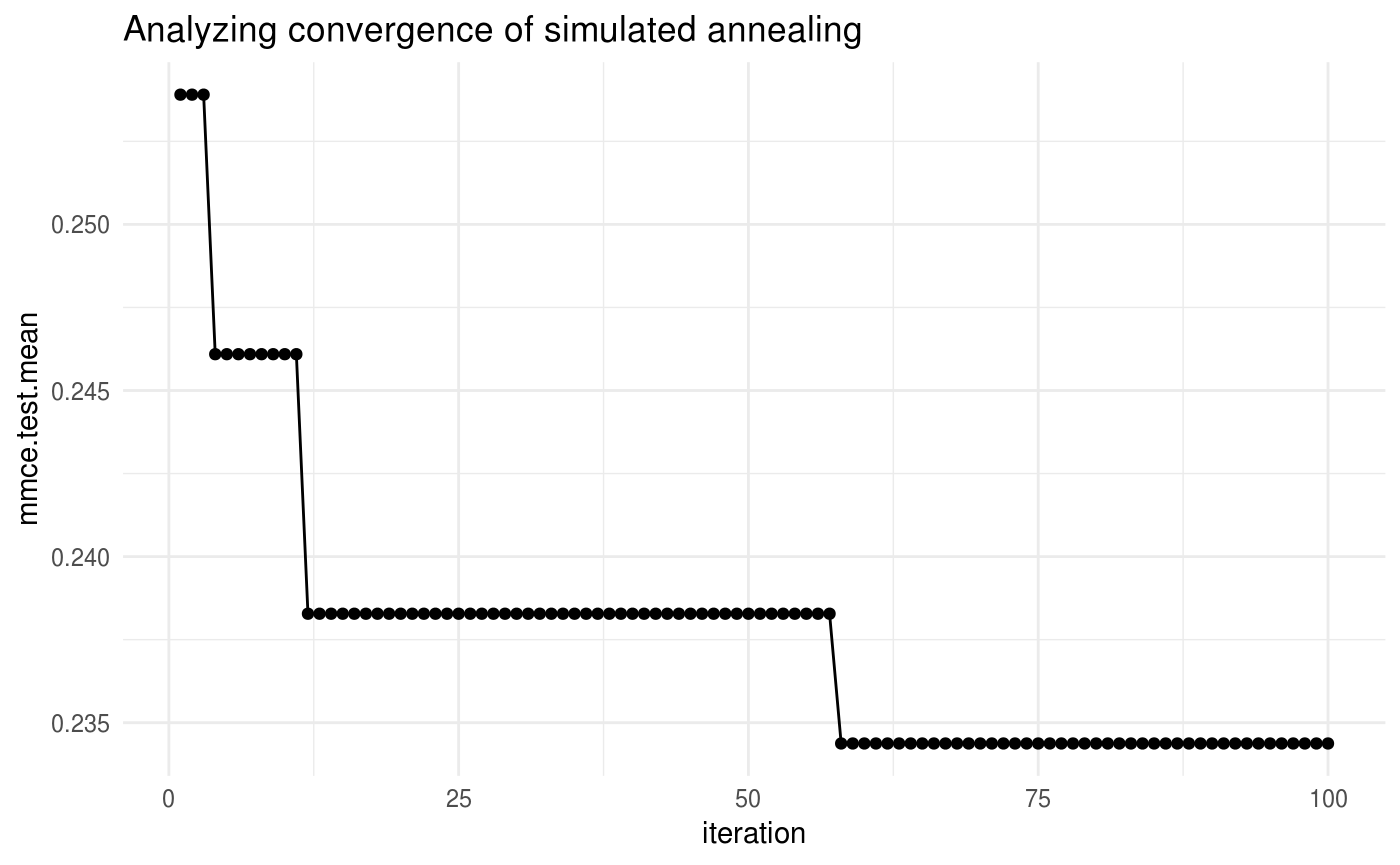 Analyzing convergence of simulated annealing
0.250
0.245
0.240
0.235
mmce.test.mean
0 25 50 75 100
iteration